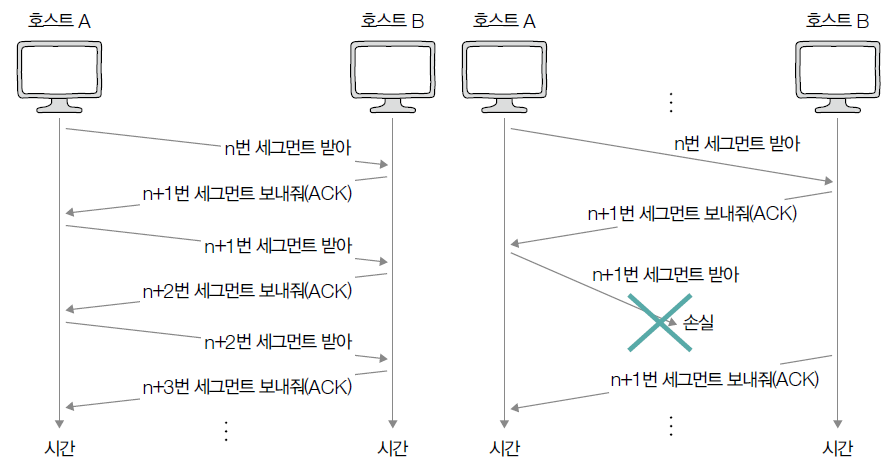 호스트 A
호스트 B
n번 세그먼트 받아
n+1번 세그먼트 보내줘(ACK)
n+1번 세그먼트 받아
n+2번 세그먼트 보내줘(ACK)
n+2번 세그먼트 받아
n+3번 세그먼트 보내줘(ACK)
시간
시간
호스트 A
호스트 B
n번 세그먼트 받아
n+1번 세그먼트 보내줘(ACK)
n+1번 세그먼트 받아
손실
n+1번 세그먼트 보내줘(ACK)
시간
시간